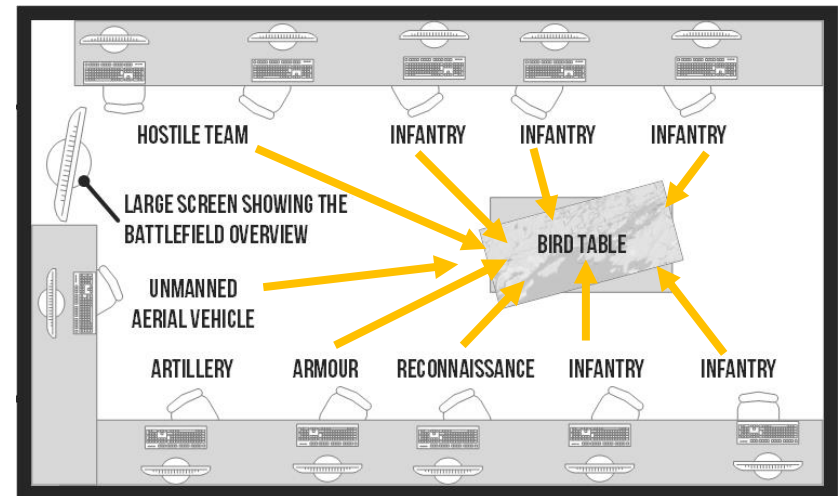 HOSTILE TEAM
INFANTRY
INFANTRY
INFANTRY
LARGE SCREEN SHOWING THE
BATTLEFIELD OVERVIEW
BIRD TABLE
UNMANNED
AERIAL VEHICLE
ARTILLERY
ARMOUR
RECONNAISSANCE
INFANTRY
INFANTRY